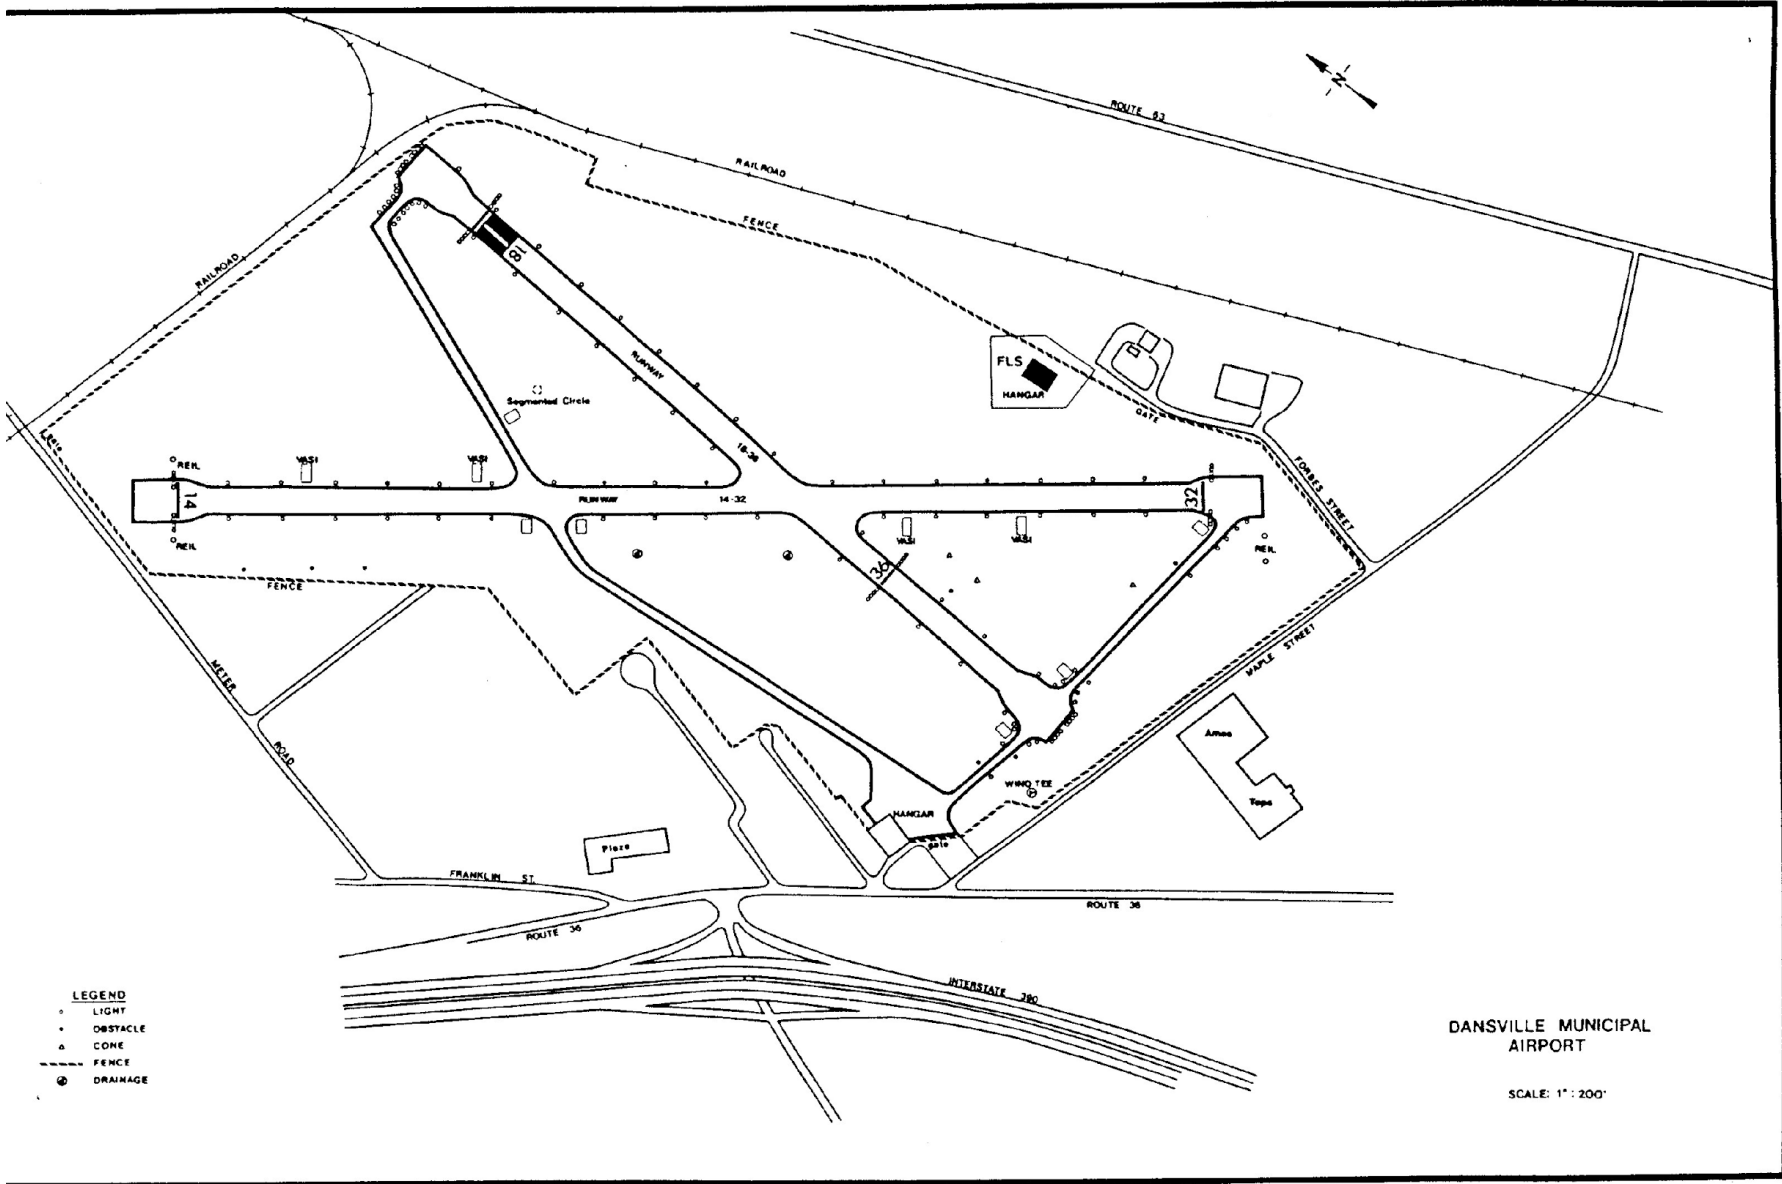 N
ROUTE 63
RAILROAD
FENCE
RAILROAD
18
RUNWAY
FLS
HANGAR
GATE
Segmented Circle
gate
REIL
VASI
VASI
18-36
FORBES STREET
14
RUNWAY
14-32
32
REIL
VASI
VASI
REIL
36
FENCE
MAPLE STREET
METER
ROAD
Ames
WIND TEE
Tops
HANGAR
gate
Plaza
FRANKLIN ST.
ROUTE 36
ROUTE 36
INTERSTATE 390
LEGEND
LIGHT
OBSTACLE
CONE
FENCE
DRAINAGE
DANSVILLE MUNICIPAL
AIRPORT
SCALE: 1" : 200'